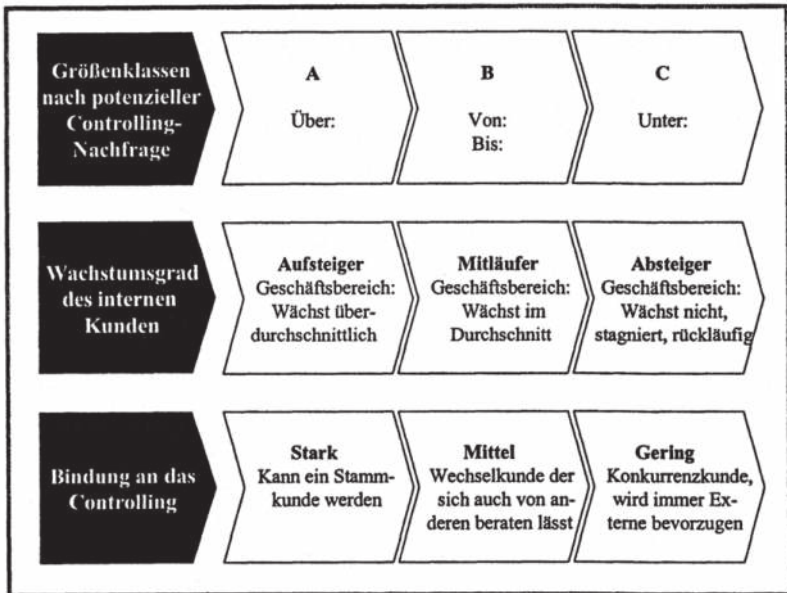 Größenklassen
nach potenzieller
Controlling-
Nachfrage
A
Über:
B
Von:
Bis:
C
Unter:
Wachstumsgrad
des internen
Kunden
Aufsteiger
Geschäftsbereich:
Wächst über-
durchschnittlich
Mitläufer
Geschäftsbereich:
Wächst im
Durchschnitt
Absteiger
Geschäftsbereich:
Wächst nicht,
stagniert, rückläufig
Bindung an das
Controlling
Stark
Kann ein Stamm-
kunde werden
Mittel
Wechselkunde der
sich auch von an-
deren beraten lässt
Gering
Konkurrenzkunde,
wird immer Ex-
terne bevorzugen